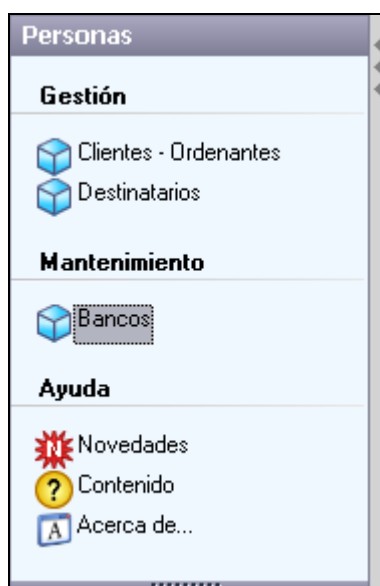 Personas
Gestión
Clientes - Ordenantes
Destinatarios
Mantenimiento
Bancos
Ayuda
Novedades
Contenido
Acerca de...